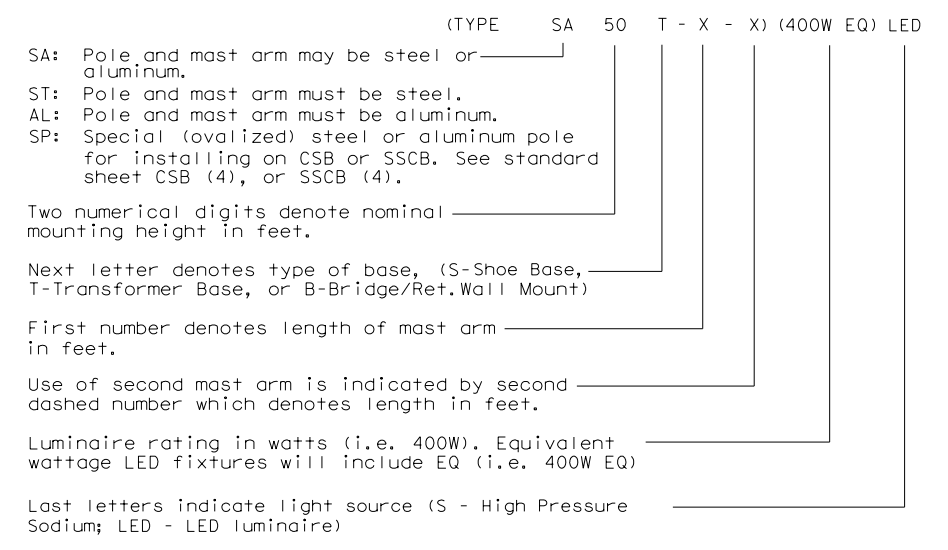 (TYPE SA 50 T - X - X) (400W EQ) LED
SA: Pole and mast arm may be steel or
aluminum.
ST: Pole and mast arm must be steel.
AL: Pole and mast arm must be aluminum.
SP: Special (ovalized) steel or aluminum pole
for installing on CSB or SSCB. See standard
sheet CSB (4), or SSCB (4).
Two numerical digits denote nominal
mounting height in feet.
Next letter denotes type of base, (S-Shoe Base,
T-Transformer Base, or B-Bridge/Ret.Wall Mount)
First number denotes length of mast arm
in feet.
Use of second mast arm is indicated by second
dashed number which denotes length in feet.
Luminaire rating in watts (i.e. 400W). Equivalent
wattage LED fixtures will include EQ (i.e. 400W EQ)
Last letters indicate light source (S - High Pressure
Sodium; LED - LED luminaire)